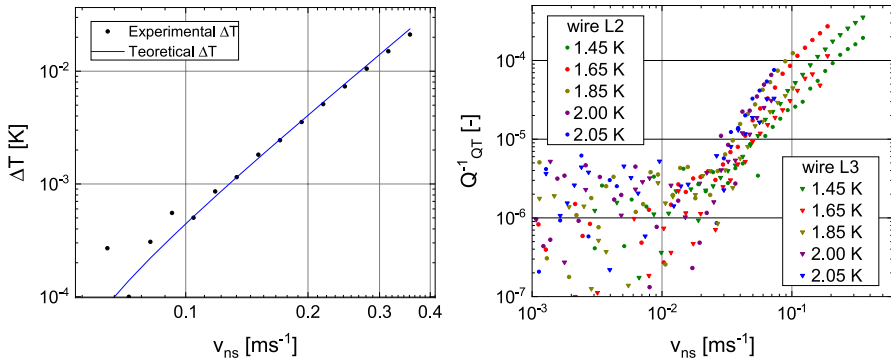 Experimental ΔT
Teoretical ΔT
10⁻²
10⁻³
10⁻⁴
ΔT [K]
0.1
0.2
0.3
0.4
v_ns [ms⁻¹]
wire L2
1.45 K
1.65 K
1.85 K
2.00 K
2.05 K
wire L3
1.45 K
1.65 K
1.85 K
2.00 K
2.05 K
10⁻⁴
10⁻⁵
10⁻⁶
10⁻⁷
Q⁻¹_QT [-]
10⁻³
10⁻²
10⁻¹
v_ns [ms⁻¹]